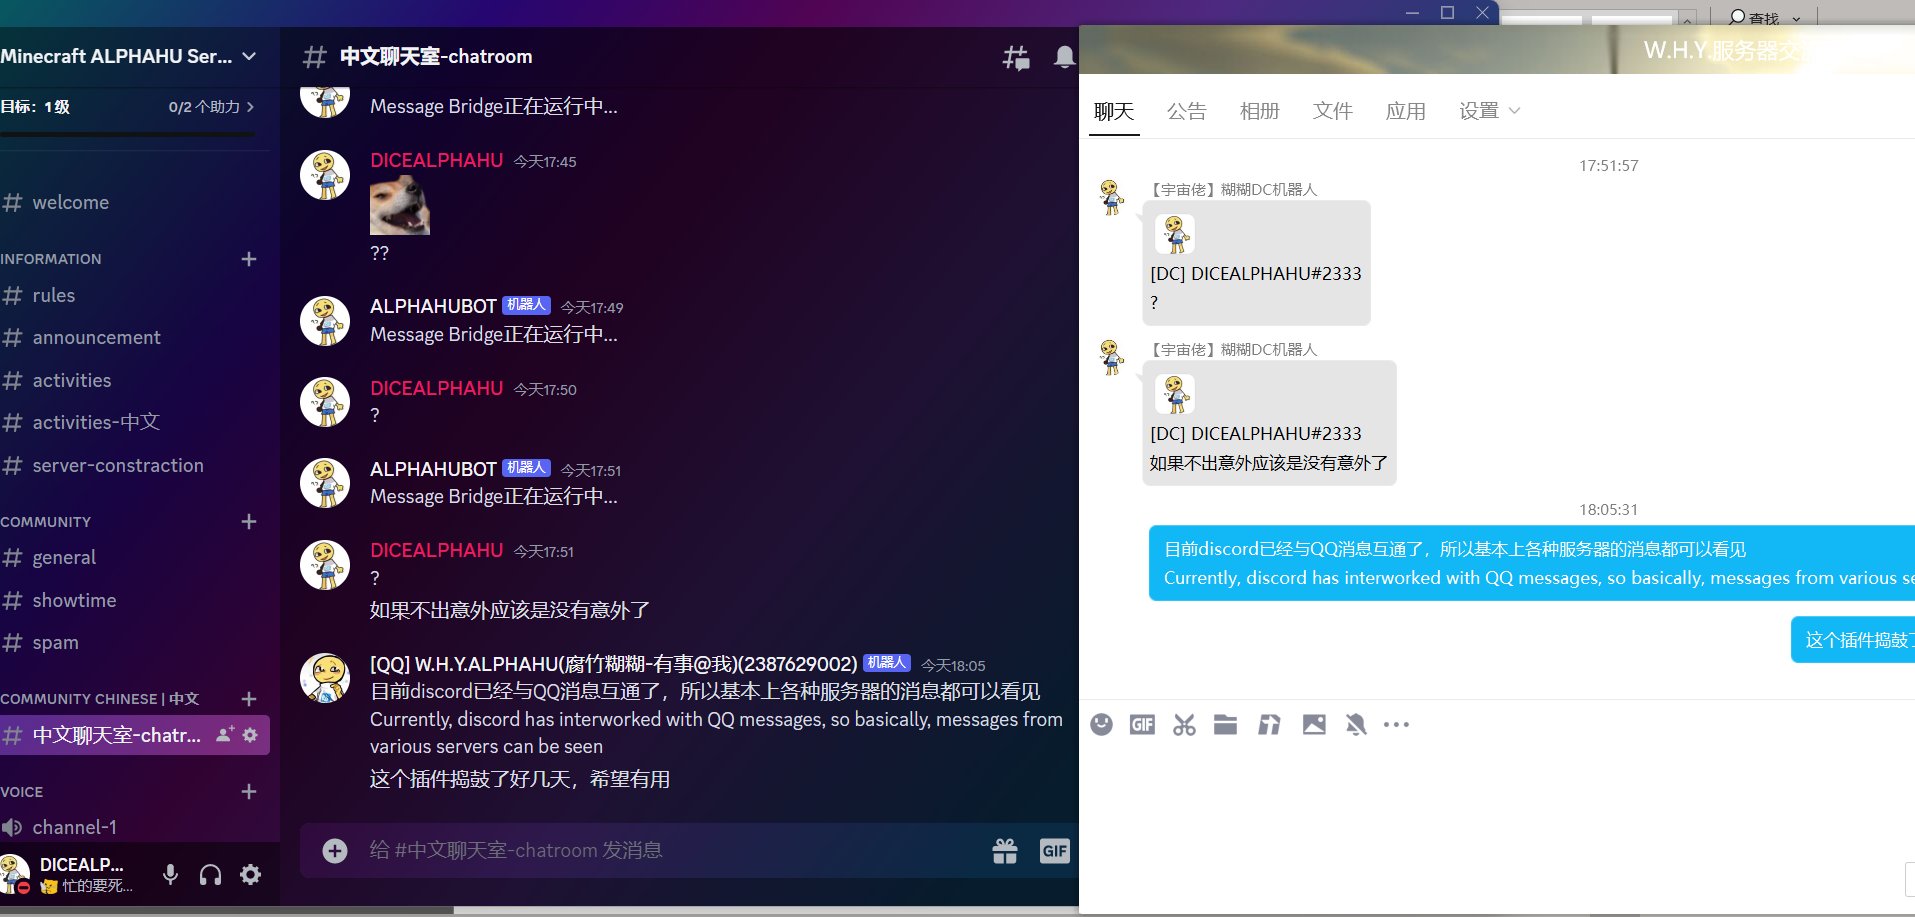 查找
Minecraft ALPHAHU Ser...
目标：1 级
0/2 个助力
welcome
INFORMATION
rules
announcement
activities
activities-中文
server-constraction
COMMUNITY
general
showtime
spam
COMMUNITY CHINESE | 中文
中文聊天室-chatr...
VOICE
channel-1
DICEALP...
忙的要死...
中文聊天室-chatroom
Message Bridge正在运行中...
DICEALPHAHU 今天17:45
??
ALPHAHUBOT 机器人 今天17:49
Message Bridge正在运行中...
DICEALPHAHU 今天17:50
?
ALPHAHUBOT 机器人 今天17:51
Message Bridge正在运行中...
DICEALPHAHU 今天17:51
?
如果不出意外应该是没有意外了
[QQ] W.H.Y.ALPHAHU(腐竹糊糊-有事@我)(2387629002) 机器人 今天18:05
目前discord已经与QQ消息互通了，所以基本上各种服务器的消息都可以看见
Currently, discord has interworked with QQ messages, so basically, messages from
various servers can be seen
这个插件捣鼓了好几天，希望有用
给 #中文聊天室-chatroom 发消息
GIF
W.H.Y.服务器交
聊天 公告 相册 文件 应用 设置
17:51:57
【宇宙佬】糊糊DC机器人
[DC] DICEALPHAHU#2333
?
【宇宙佬】糊糊DC机器人
[DC] DICEALPHAHU#2333
如果不出意外应该是没有意外了
18:05:31
目前discord已经与QQ消息互通了，所以基本上各种服务器的消息都可以看见
Currently, discord has interworked with QQ messages, so basically, messages from various se
这个插件捣鼓了
GIF